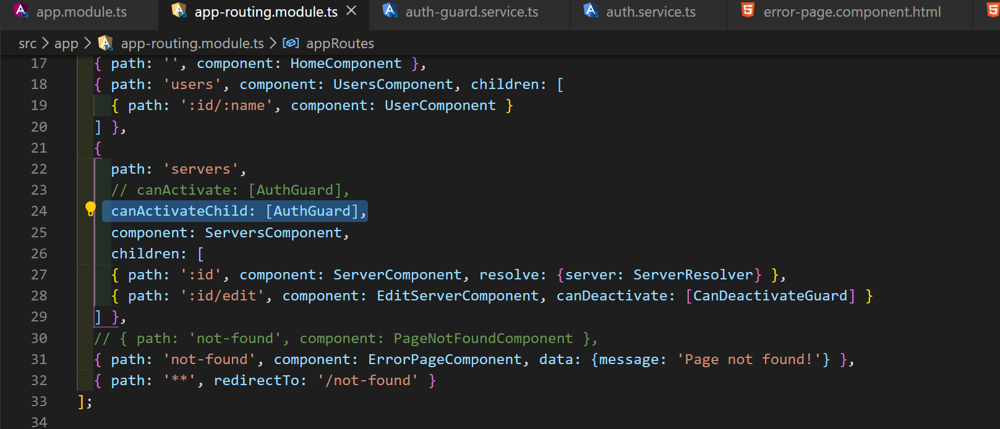 app.module.ts
app-routing.module.ts
auth-guard.service.ts
auth.service.ts
error-page.component.html
src > app > app-routing.module.ts > appRoutes
17 { path: '', component: HomeComponent },
18 { path: 'users', component: UsersComponent, children: [
19 { path: ':id/:name', component: UserComponent }
20 ] },
21 {
22 path: 'servers',
23 // canActivate: [AuthGuard],
24 canActivateChild: [AuthGuard],
25 component: ServersComponent,
26 children: [
27 { path: ':id', component: ServerComponent, resolve: {server: ServerResolver} },
28 { path: ':id/edit', component: EditServerComponent, canDeactivate: [CanDeactivateGuard] }
29 ] },
30 // { path: 'not-found', component: PageNotFoundComponent },
31 { path: 'not-found', component: ErrorPageComponent, data: {message: 'Page not found!'} },
32 { path: '**', redirectTo: '/not-found' }
33 ];
34